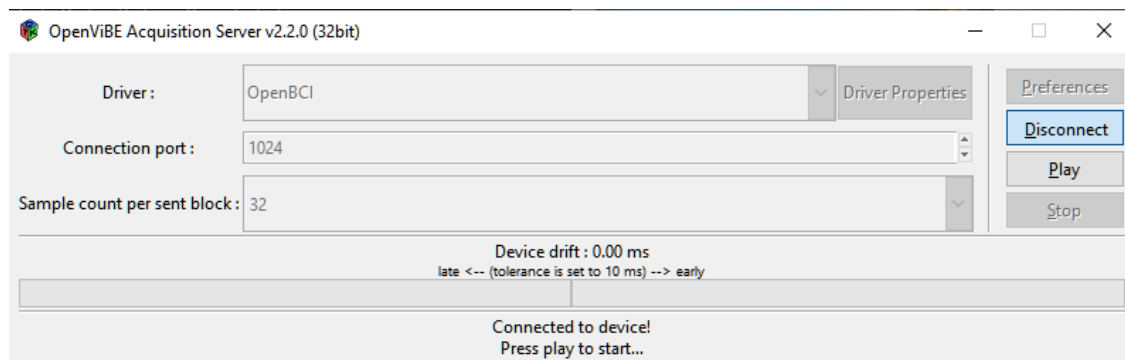 OpenViBE Acquisition Server v2.2.0 (32bit)
Driver : OpenBCI Driver Properties Preferences
Disconnect
Connection port : 1024
Play
Sample count per sent block : 32 Stop
Device drift : 0.00 ms
late <-- (tolerance is set to 10 ms) --> early
Connected to device!
Press play to start...